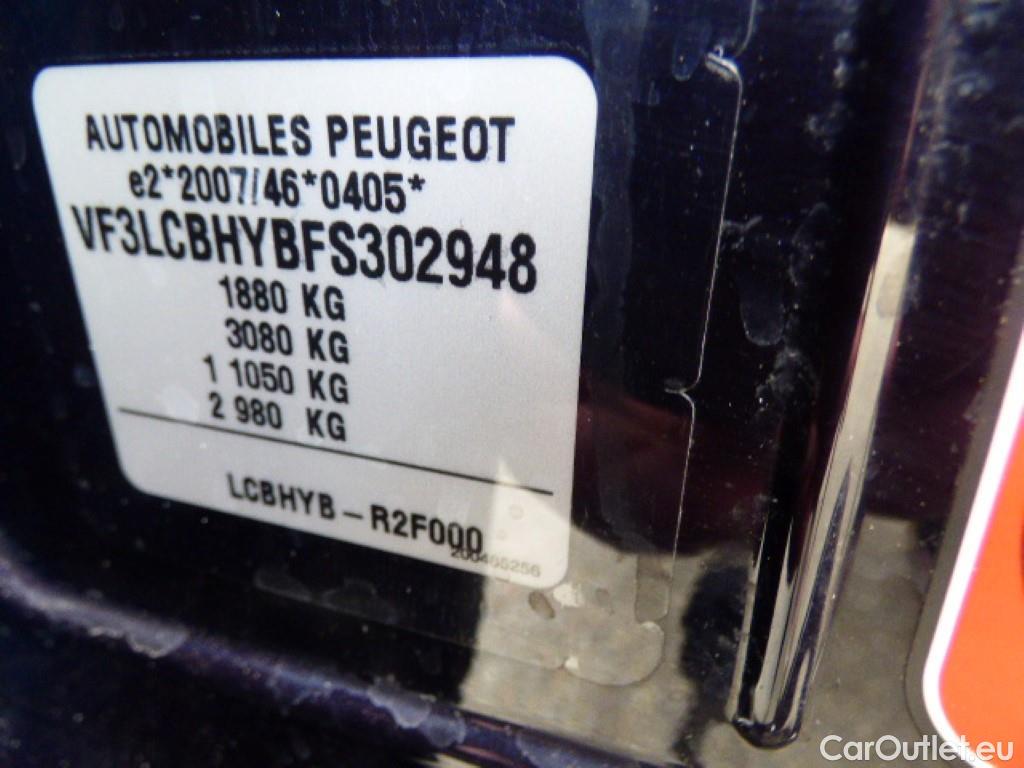 AUTOMOBILES PEUGEOT
e2*2007/46*0405*
VF3LCBHYBFS302948
1880 KG
3080 KG
1 1050 KG
2 980 KG
LCBHYB - R2F000
200465256
CarOutlet.eu